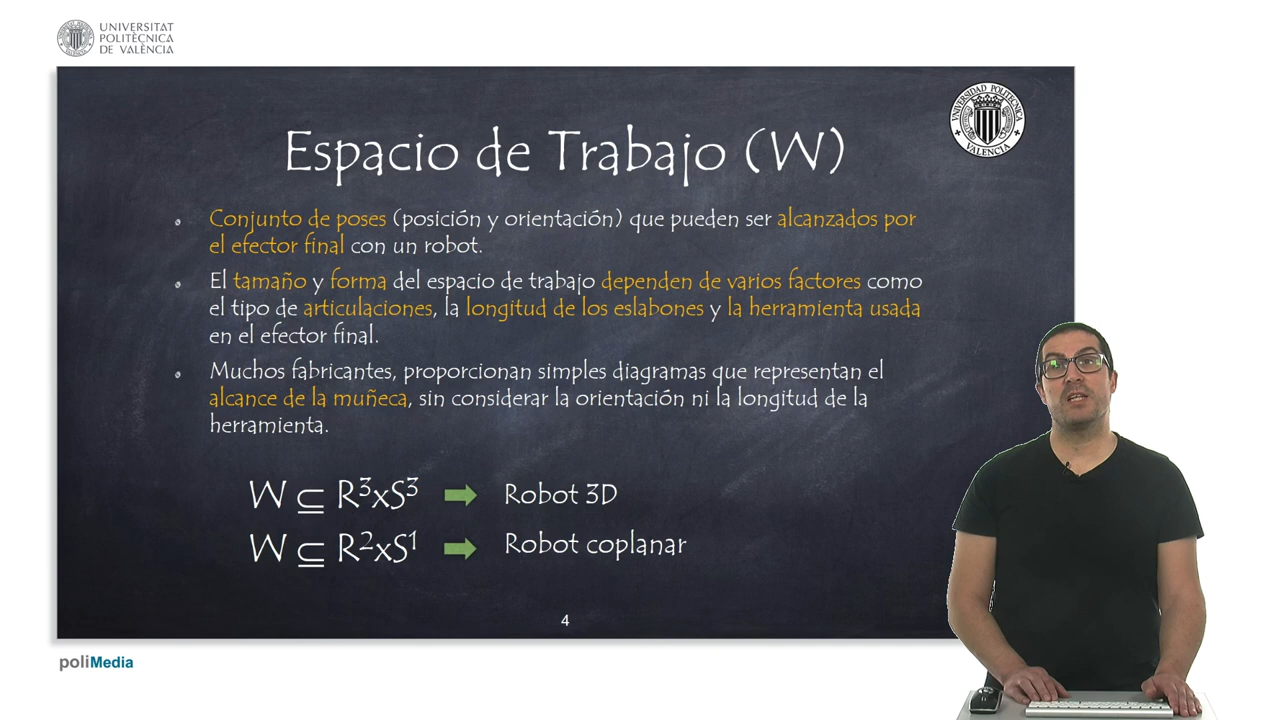 UNIVERSITAT
POLITÈCNICA
DE VALÈNCIA
UNIVERSIDAD POLITECNICA
VALENCIA
Espacio de Trabajo (W)
Conjunto de poses (posición y orientación) que pueden ser alcanzados por
el efector final con un robot.
El tamaño y forma del espacio de trabajo dependen de varios factores como
el tipo de articulaciones, la longitud de los eslabones y la herramienta usada
en el efector final.
Muchos fabricantes, proporcionan simples diagramas que representan el
alcance de la muñeca, sin considerar la orientación ni la longitud de la
herramienta.
W ⊆ R³xS³ Robot 3D
W ⊆ R²xS¹ Robot coplanar
4
poliMedia